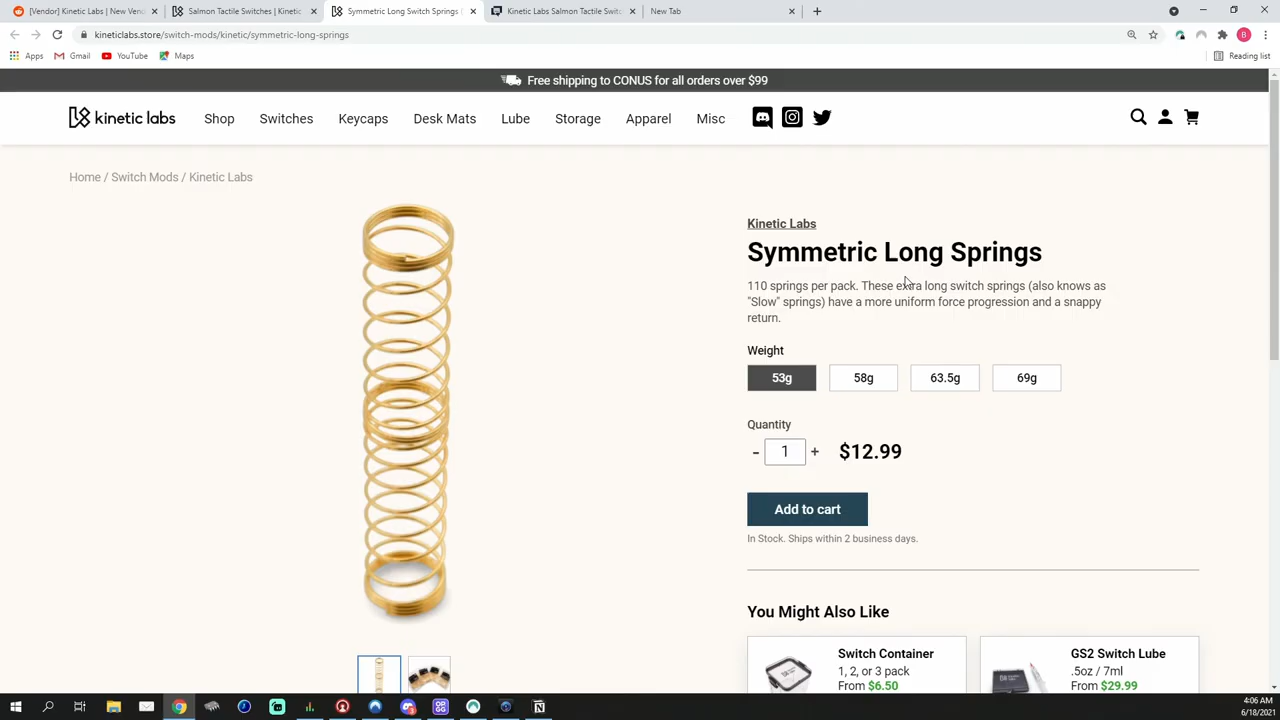 [Vendor] Kinetic Labs | New Ven
Salmon Tactile Switches | Kinetic
Symmetric Long Switch Springs
Kinetic Labs Salmon Tactile Swit
New Tab
kineticlabs.store/switch-mods/kinetic/symmetric-long-springs
B
Apps
Gmail
YouTube
Maps
Reading list
Free shipping to CONUS for all orders over $99
kinetic labs
Shop
Switches
Keycaps
Desk Mats
Lube
Storage
Apparel
Misc
Home / Switch Mods / Kinetic Labs
Kinetic Labs
Symmetric Long Springs
110 springs per pack. These extra long switch springs (also knows as
"Slow" springs) have a more uniform force progression and a snappy
return.
Weight
53g
58g
63.5g
69g
Quantity
- 1 +
$12.99
Add to cart
In Stock. Ships within 2 business days.
You Might Also Like
Switch Container
1, 2, or 3 pack
From $6.50
GS2 Switch Lube
.5oz / 7ml
From $29.99
4:06 AM
6/18/2021